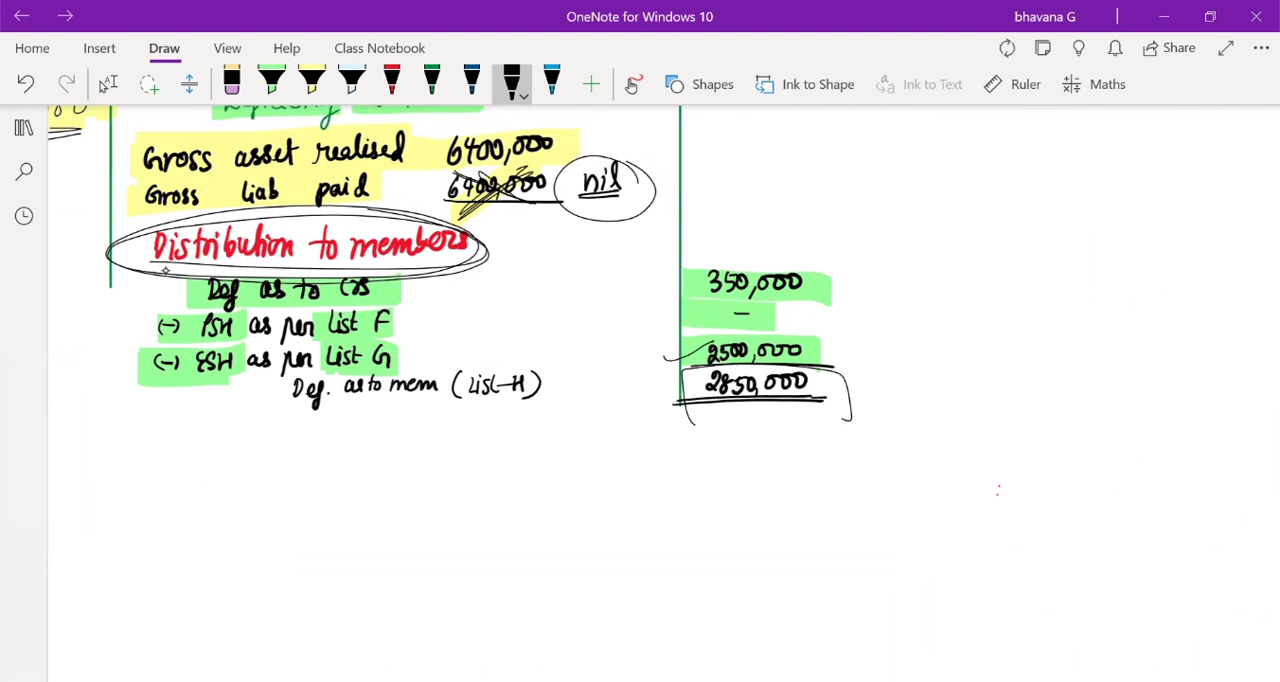 OneNote for Windows 10
bhavana G
Home Insert Draw View Help Class Notebook
Share
Shapes Ink to Shape Ink to Text Ruler Maths
Gross asset realised 6400,000
Gross liab paid 6400,000 nil
Distribution to members
Def as to CRS 350,000
(-) PSH as per List F -
(-) ESH as per List G 2500,000
Def. as to mem (List-H) 2850,000